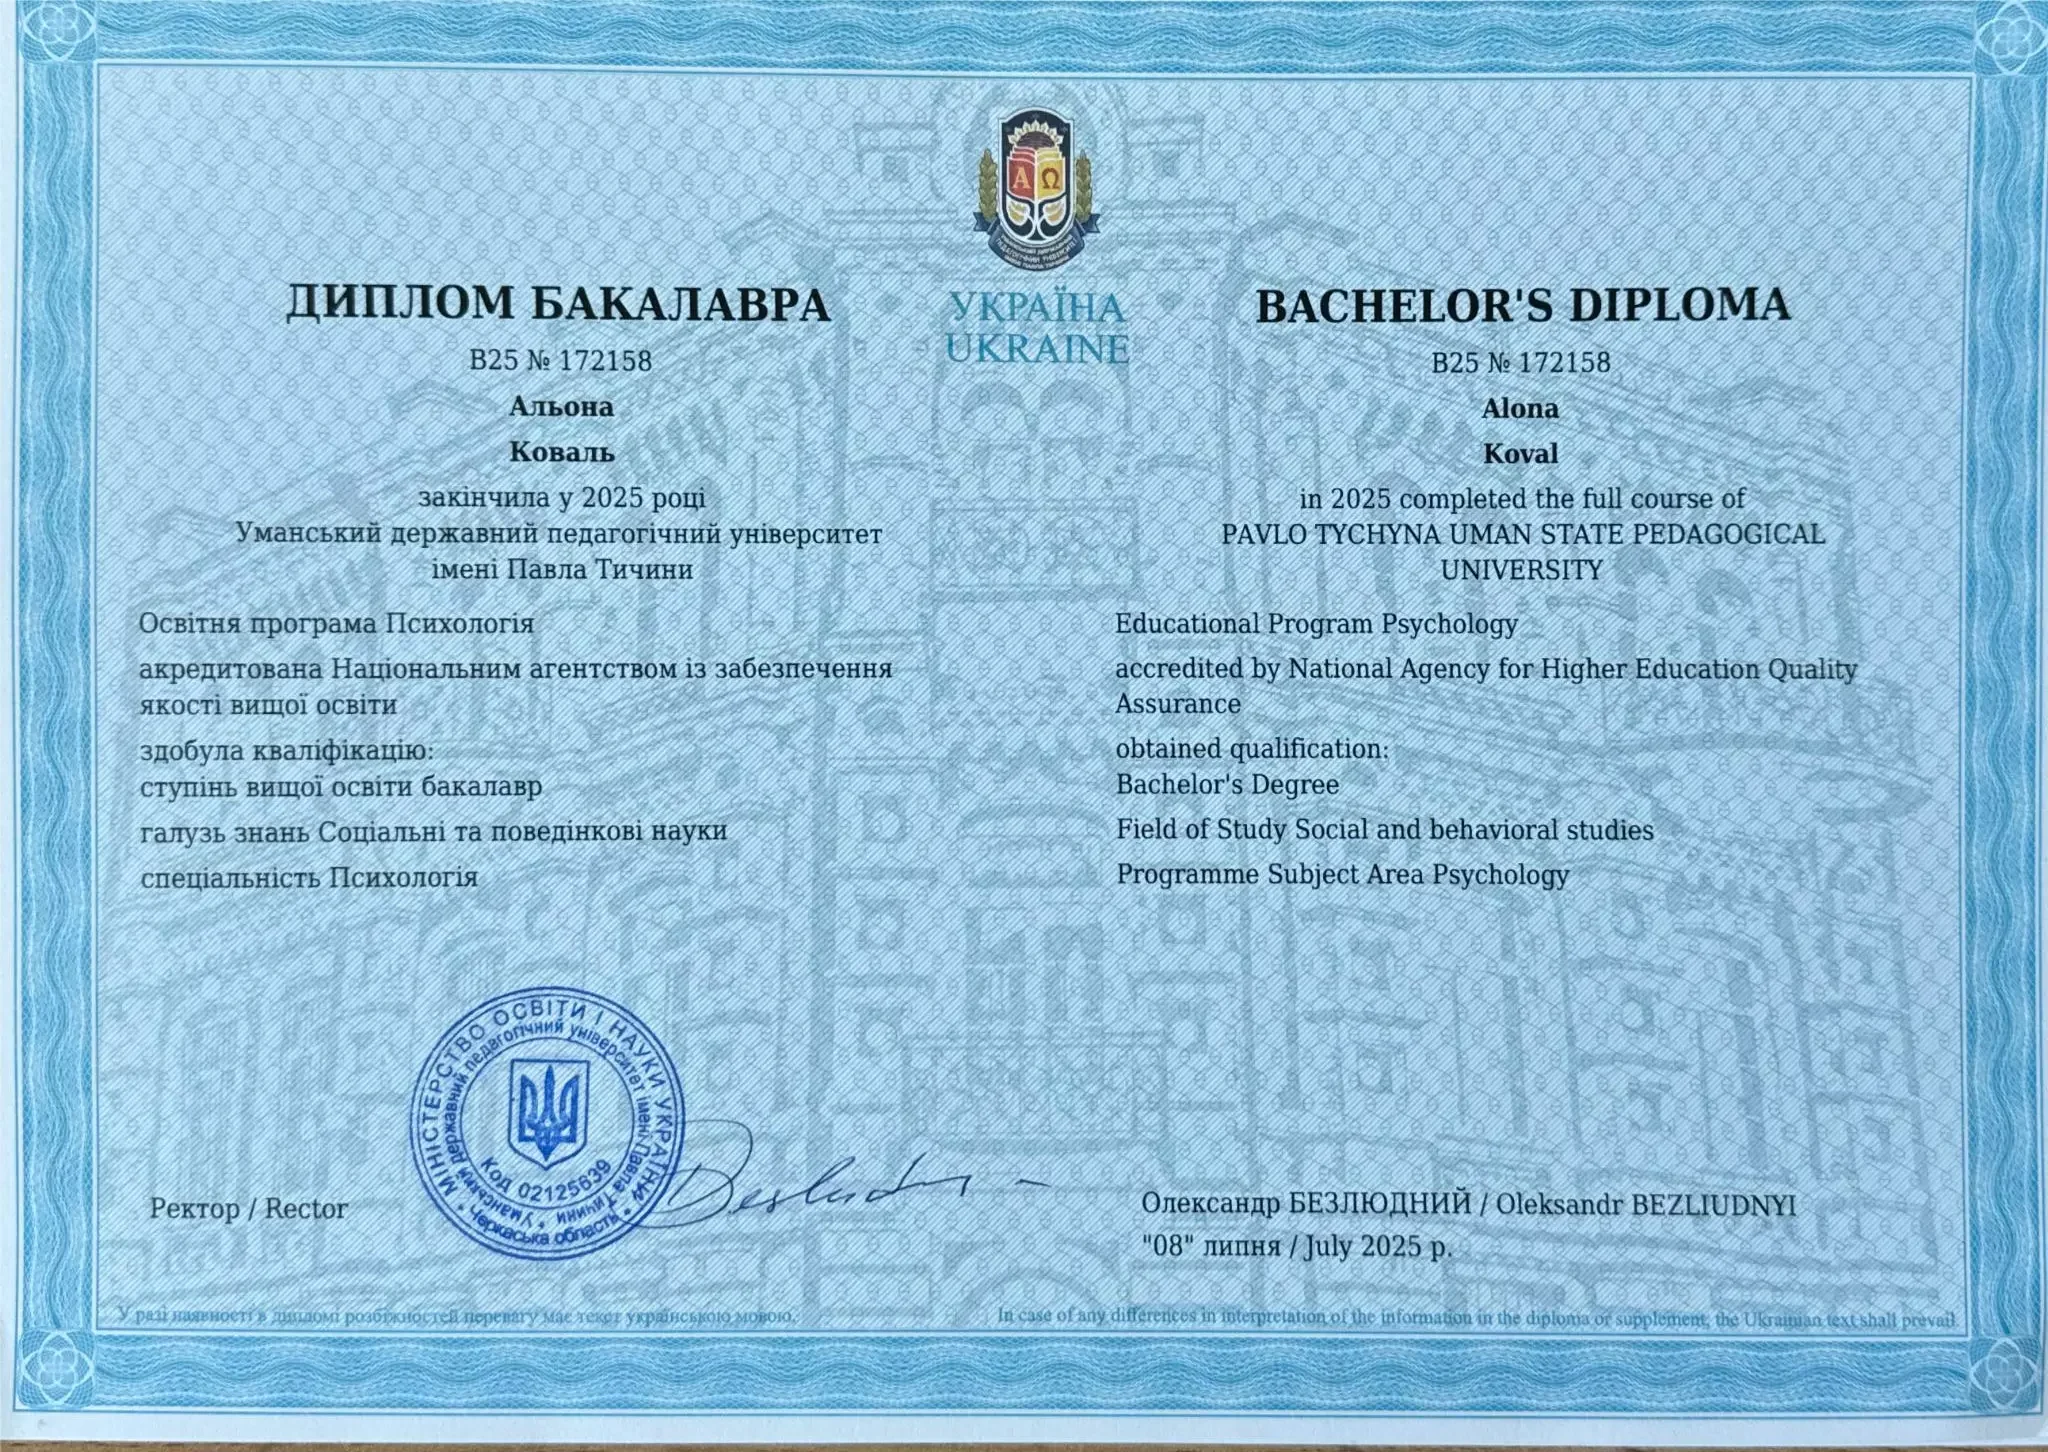 УКРАЇНА
UKRAINE
ДИПЛОМ БАКАЛАВРА
B25 № 172158
Альона
Коваль
закінчила у 2025 році
Уманський державний педагогічний університет
імені Павла Тичини
Освітня програма Психологія
акредитована Національним агентством із забезпечення
якості вищої освіти
здобула кваліфікацію:
ступінь вищої освіти бакалавр
галузь знань Соціальні та поведінкові науки
спеціальність Психологія
BACHELOR'S DIPLOMA
B25 № 172158
Alona
Koval
in 2025 completed the full course of
PAVLO TYCHYNA UMAN STATE PEDAGOGICAL
UNIVERSITY
Educational Program Psychology
accredited by National Agency for Higher Education Quality
Assurance
obtained qualification:
Bachelor's Degree
Field of Study Social and behavioral studies
Programme Subject Area Psychology
МІНІСТЕРСТВО ОСВІТИ І НАУКИ УКРАЇНИ
Черкаська область
Уманський державний педагогічний університет імені Павла Тичини
Код 02125639
Ректор / Rector
Олександр БЕЗЛЮДНИЙ / Oleksandr BEZLIUDNYI
"08" липня / July 2025 р.
У разі наявності в дипломі розбіжностей перевагу має текст українською мовою.
In case of any differences in interpretation of the information in the diploma or supplement, the Ukrainian text shall prevail